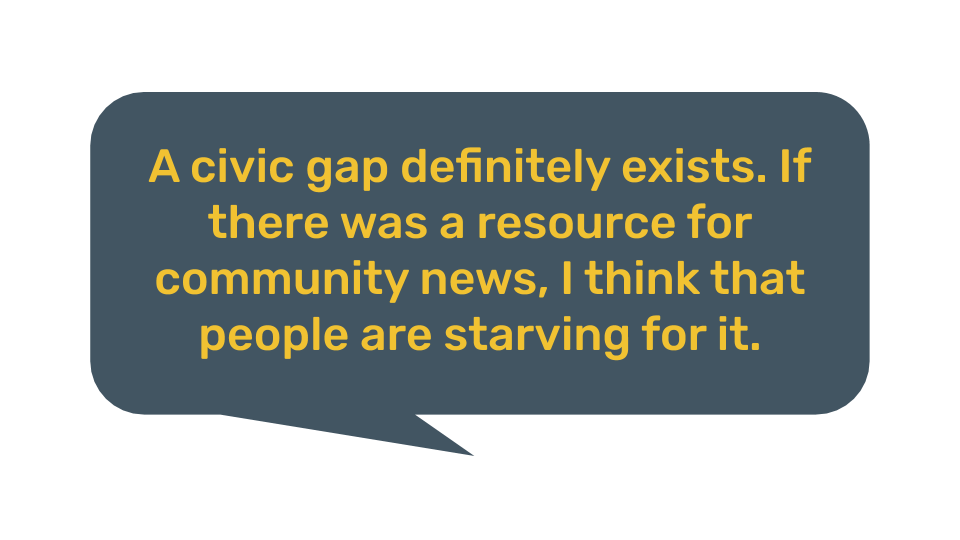 A civic gap definitely exists. If
there was a resource for
community news, I think that
people are starving for it.